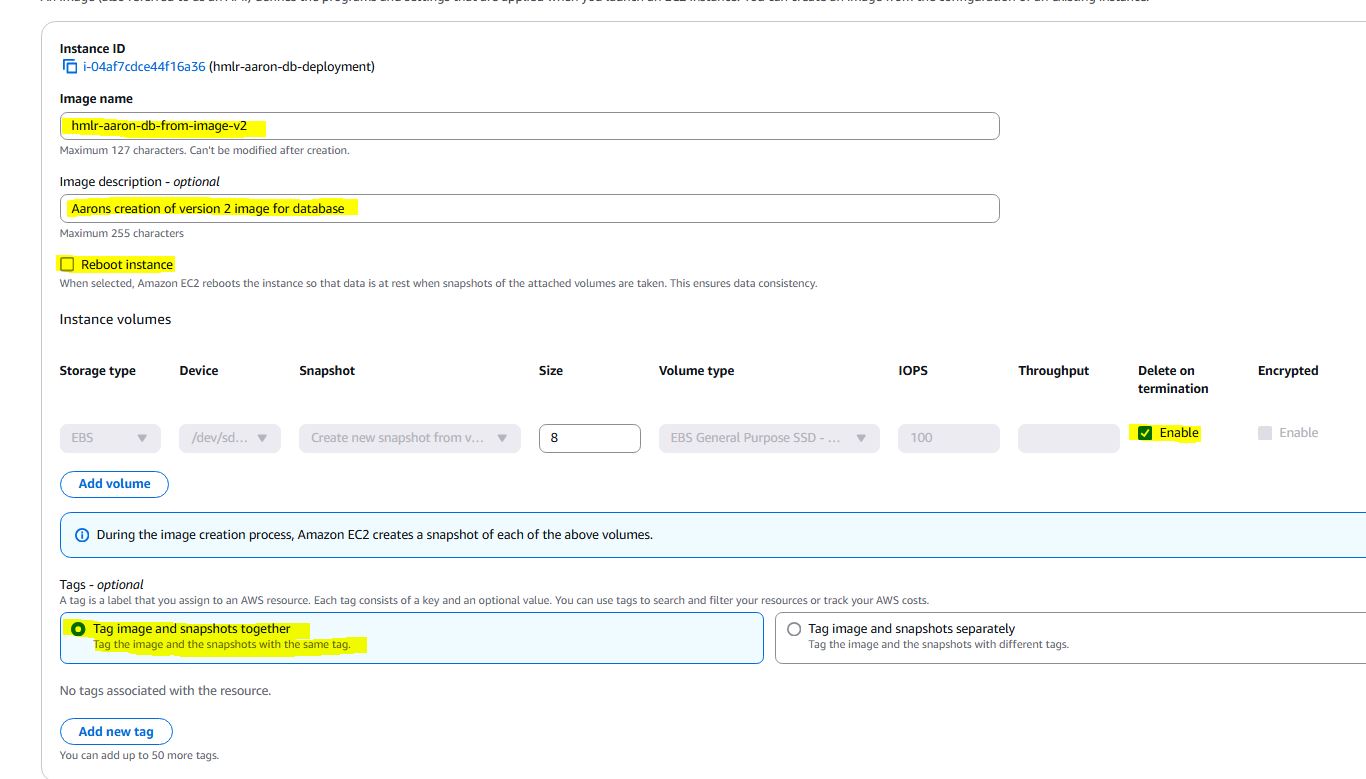 Instance ID
i-04af7cdce44f16a36 (hmlr-aaron-db-deployment)
Image name
hmlr-aaron-db-from-image-v2
Maximum 127 characters. Can't be modified after creation.
Image description - optional
Aarons creation of version 2 image for database
Maximum 255 characters
Reboot instance
When selected, Amazon EC2 reboots the instance so that data is at rest when snapshots of the attached volumes are taken. This ensures data consistency.
Instance volumes
Storage type Device Snapshot Size Volume type IOPS Throughput Delete on termination Encrypted
EBS /dev/sd... Create new snapshot from v... 8 EBS General Purpose SSD - ... 100 Enable Enable
Add volume
During the image creation process, Amazon EC2 creates a snapshot of each of the above volumes.
Tags - optional
A tag is a label that you assign to an AWS resource. Each tag consists of a key and an optional value. You can use tags to search and filter your resources or track your AWS costs.
Tag image and snapshots together
Tag the image and the snapshots with the same tag.
Tag image and snapshots separately
Tag the image and the snapshots with different tags.
No tags associated with the resource.
Add new tag
You can add up to 50 more tags.